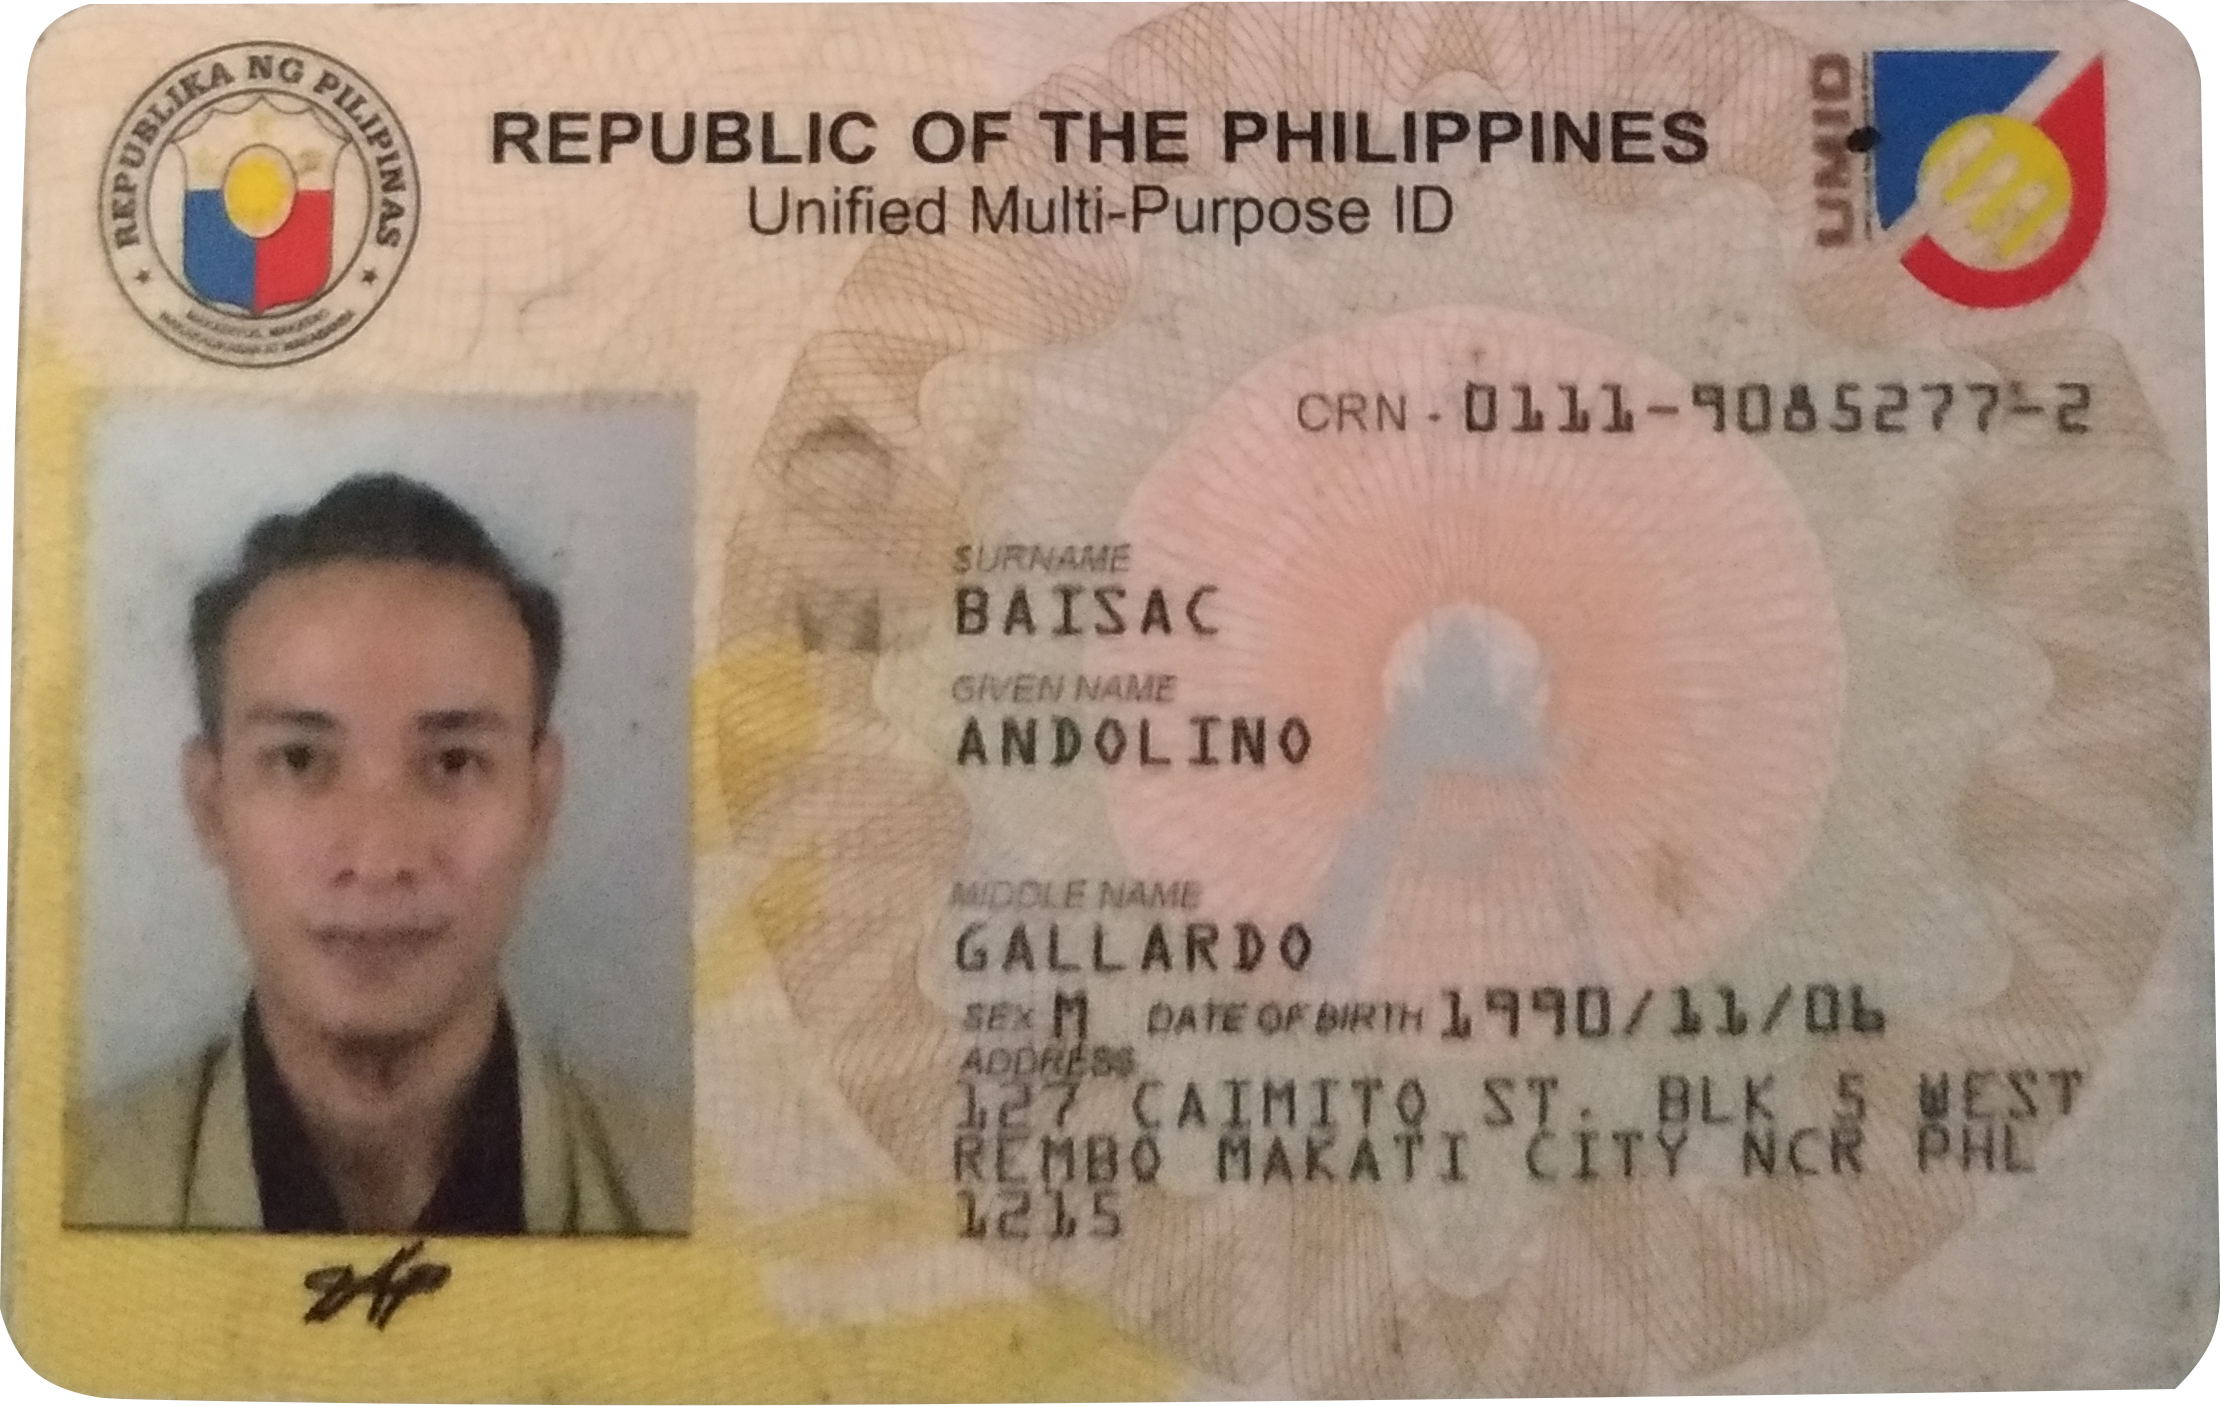 REPUBLIKA NG PILIPINAS
REPUBLIC OF THE PHILIPPINES
Unified Multi-Purpose ID
UMID
CRN - 0111-9085277-2
SURNAME
BAISAC
GIVEN NAME
ANDOLINO
MIDDLE NAME
GALLARDO
SEX M DATE OF BIRTH 1990/11/06
ADDRESS
127 CAIMITO ST. BLK 5 WEST
REMBO MAKATI CITY NCR PHL
1215